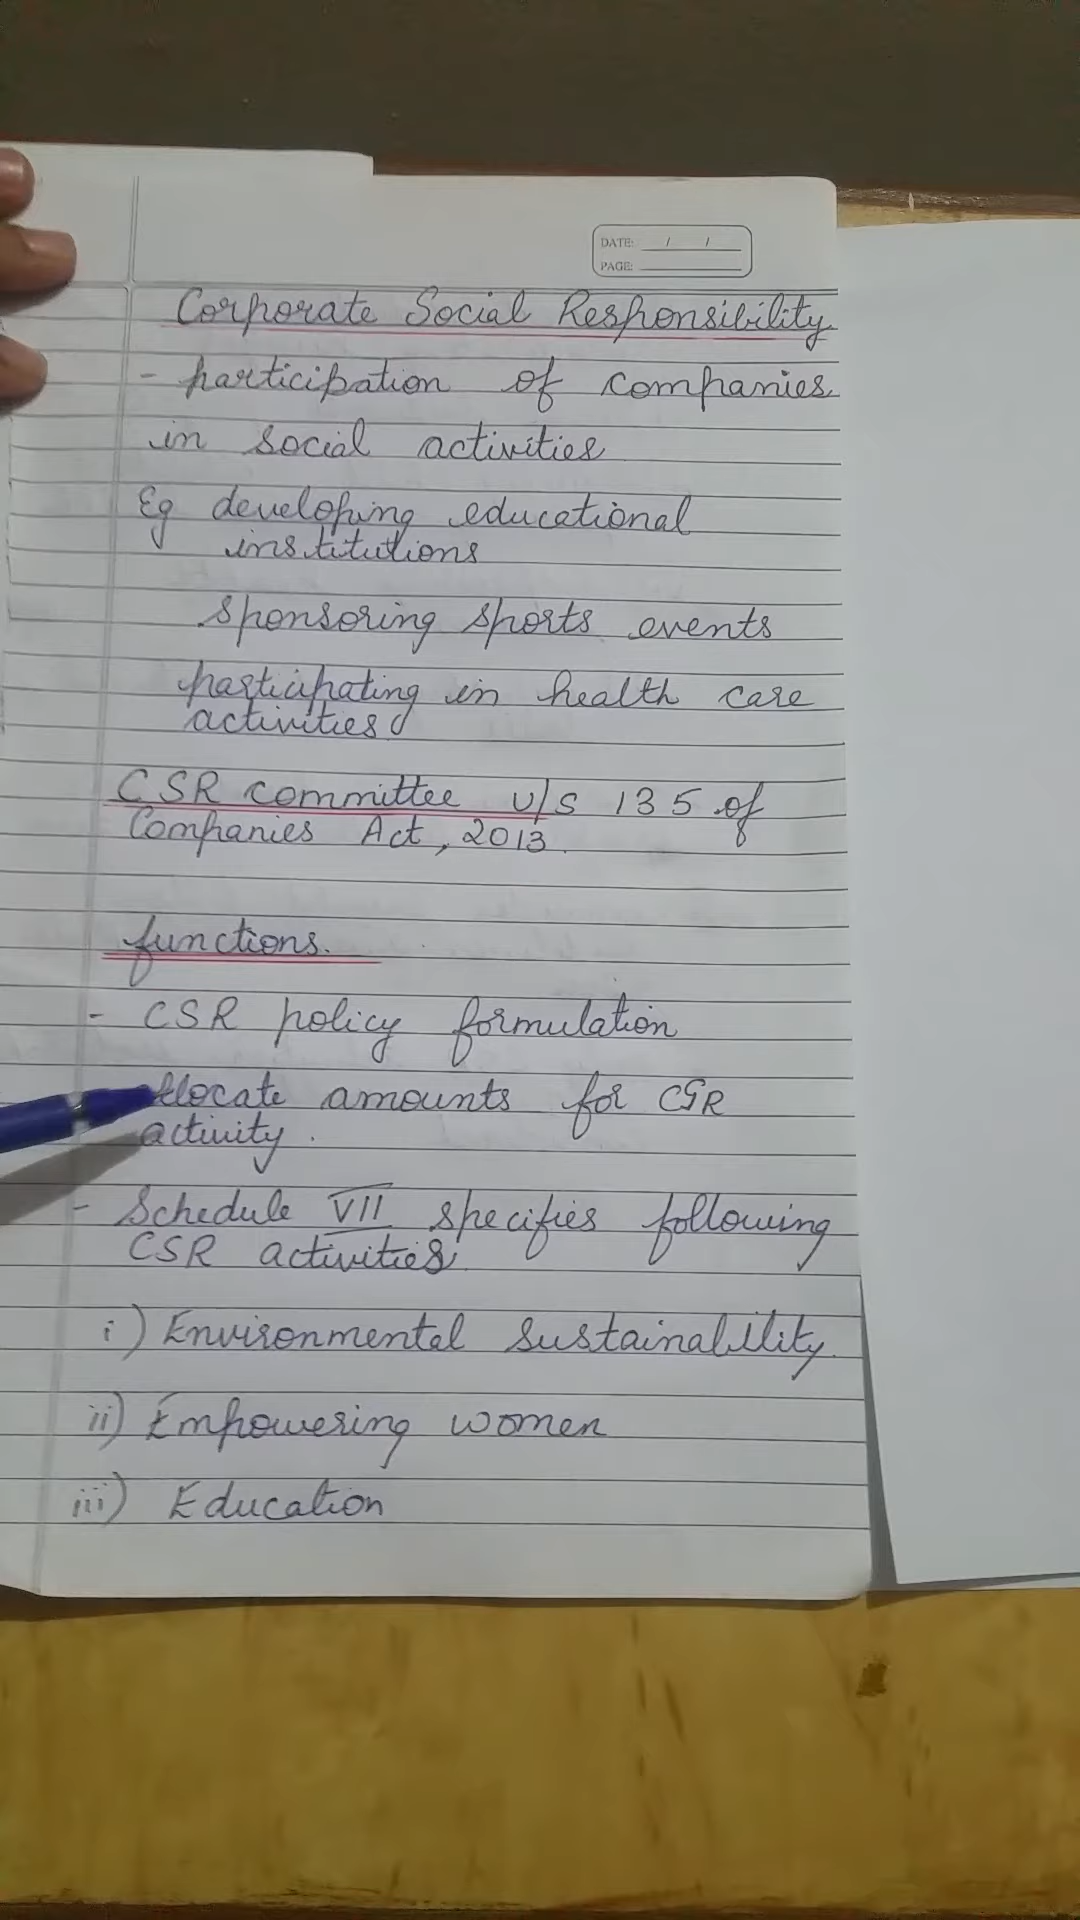 DATE: / /
PAGE:
Corporate Social Responsibility
- participation of companies
in social activities
Eg developing educational
institutions
sponsoring sports events
participating in health care
activities
CSR committee u/s 135 of
Companies Act, 2013.
functions.
- CSR policy formulation
allocate amounts for CSR
activity.
- Schedule VII specifies following
CSR activities
i) Environmental sustainability.
ii) Empowering women
iii) Education